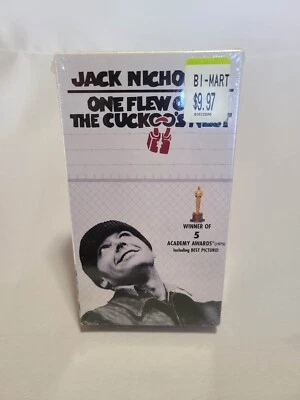 JACK NICHO
BI-MART
$9.97
ONE FLEW O
THE CUCKOO'S NEST
WINNER OF
5
ACADEMY AWARDS® (1975)
Including BEST PICTURE!